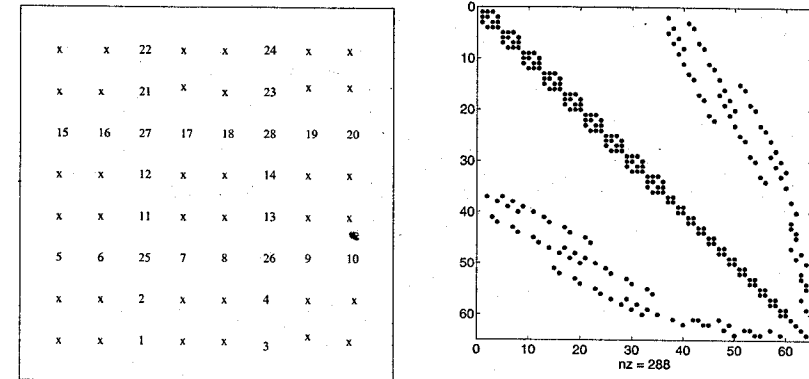 x x 22 x x 24 x x
x x 21 x x 23 x x
15 16 27 17 18 28 19 20
x x 12 x x 14 x x
x x 11 x x 13 x x
5 6 25 7 8 26 9 10
x x 2 x x 4 x x
x x 1 x x 3 x x
0
10
20
30
40
50
60
0 10 20 30 40 50 60
nz = 288